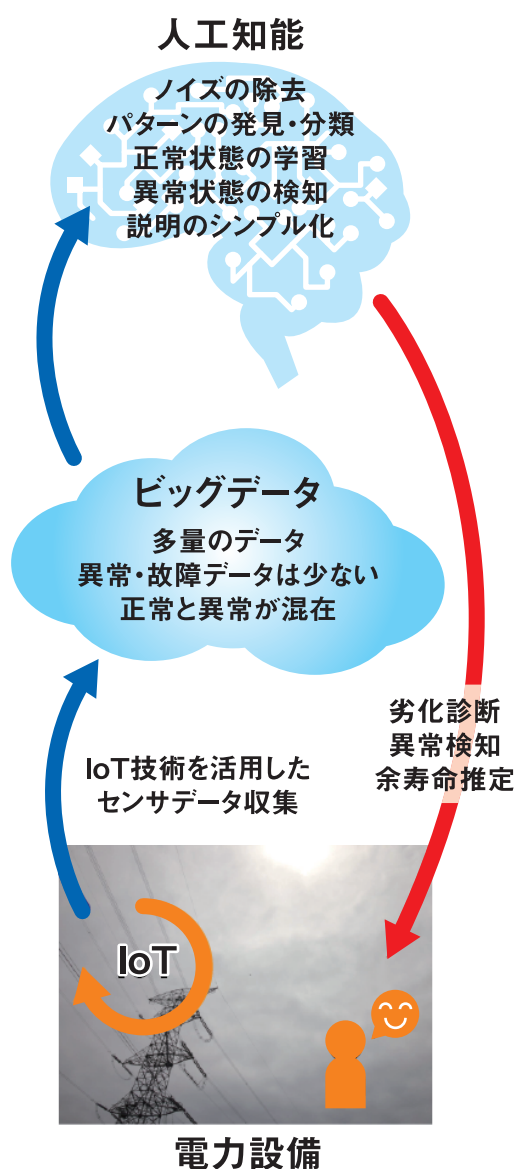 人工知能
ノイズの除去
パターンの発見・分類
正常状態の学習
異常状態の検知
説明のシンプル化
ビッグデータ
多量のデータ
異常・故障データは少ない
正常と異常が混在
劣化診断
異常検知
余寿命推定
IoT技術を活用した
センサデータ収集
IoT
電力設備